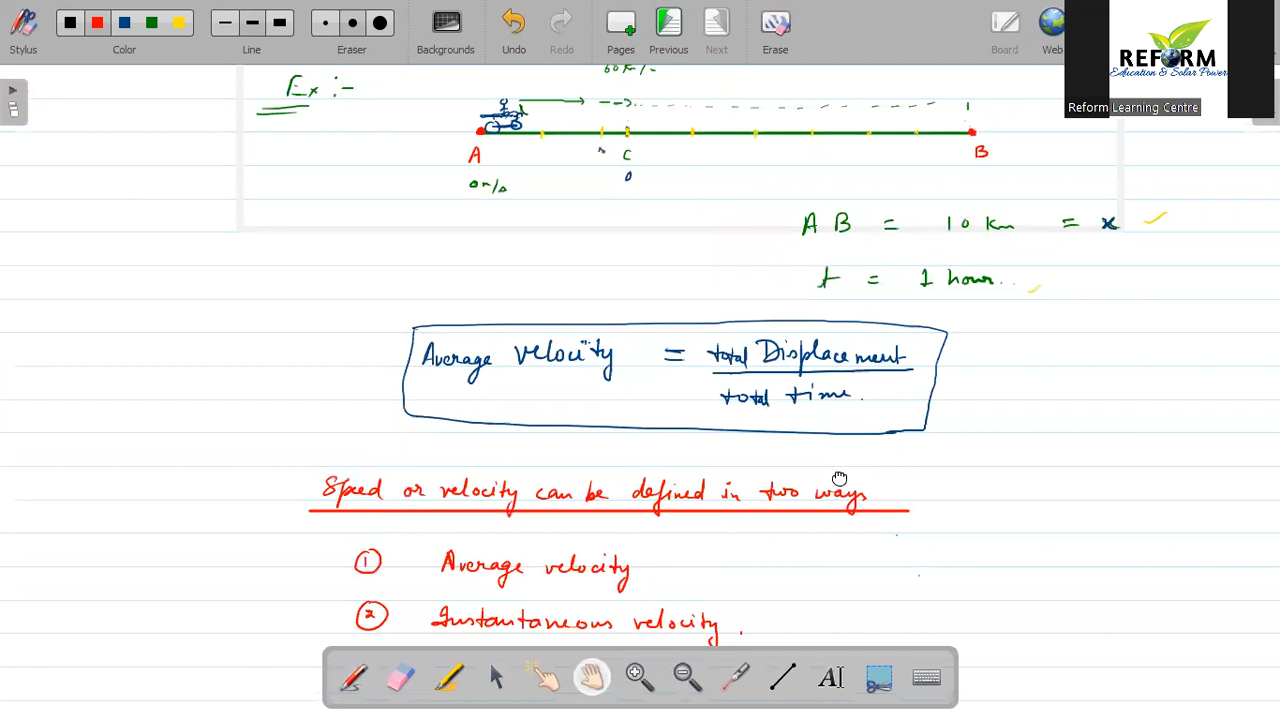 Stylus
Color
Line
Eraser
Backgrounds
Undo
Redo
Pages
Previous
Next
Erase
Board
Web
REFORM
Education & Solar Power
Reform Learning Centre
Ex :-
A
C
B
0
AB = 10 km = x
t = 1 hour..
Average velocity = total Displacement
total time.
Speed or velocity can be defined in two ways
1 Average velocity
2 Instantaneous velocity.